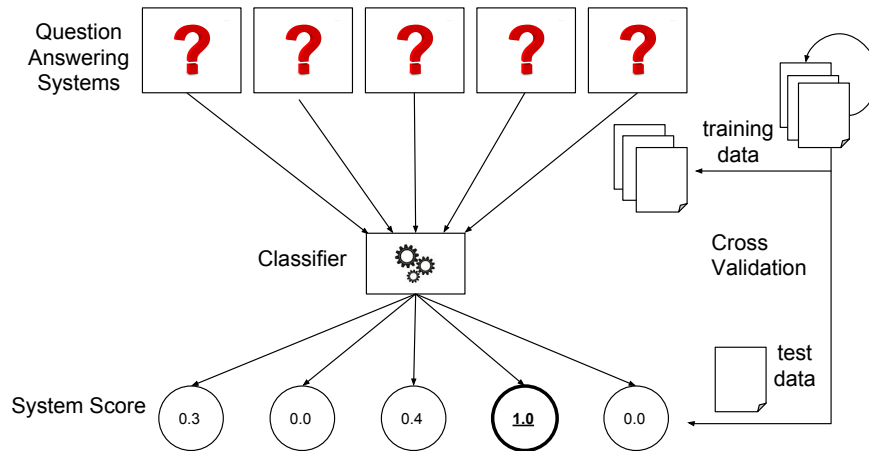 Question
Answering
Systems
? ? ? ? ?
training
data
Classifier
Cross
Validation
test
data
System Score
0.3 0.0 0.4 1.0 0.0